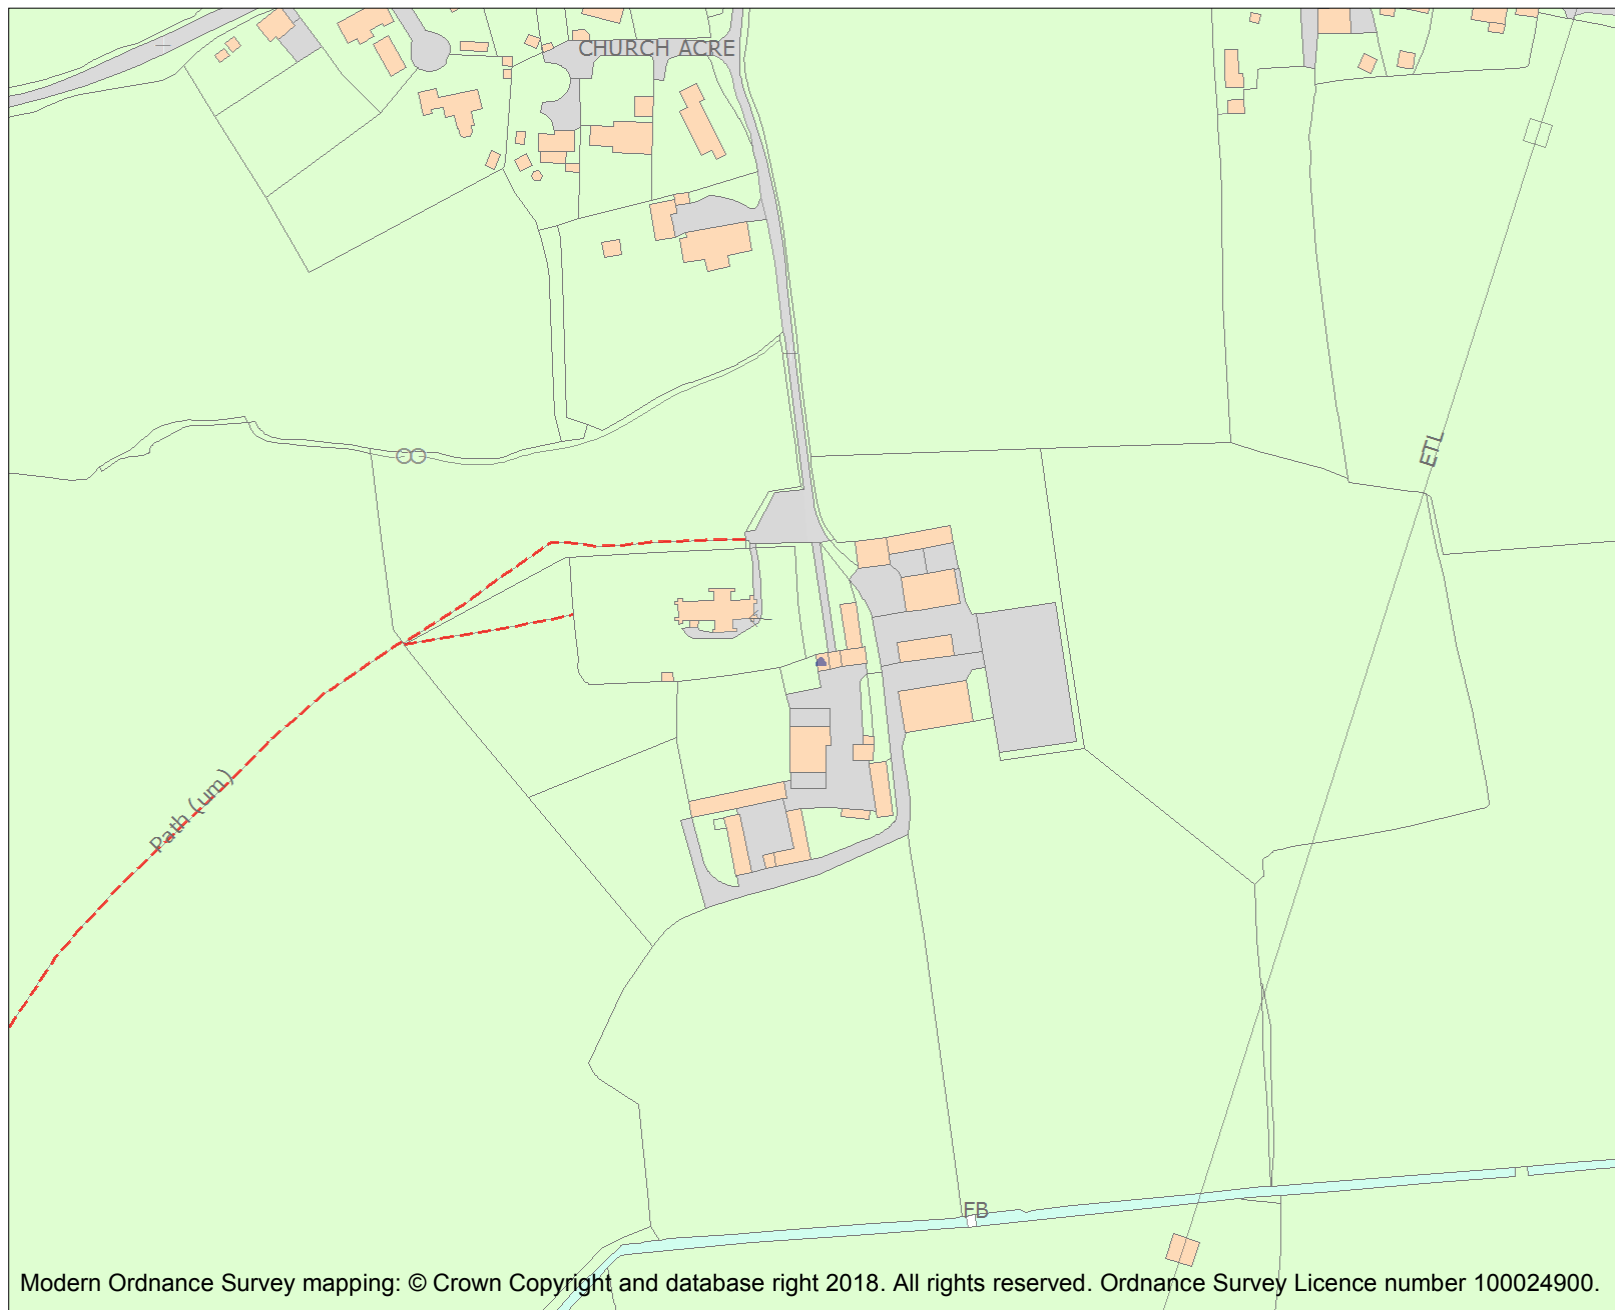 CHURCH ACRE
ETL
Path (um)
FB
Modern Ordnance Survey mapping: © Crown Copyright and database right 2018. All rights reserved. Ordnance Survey Licence number 100024900.